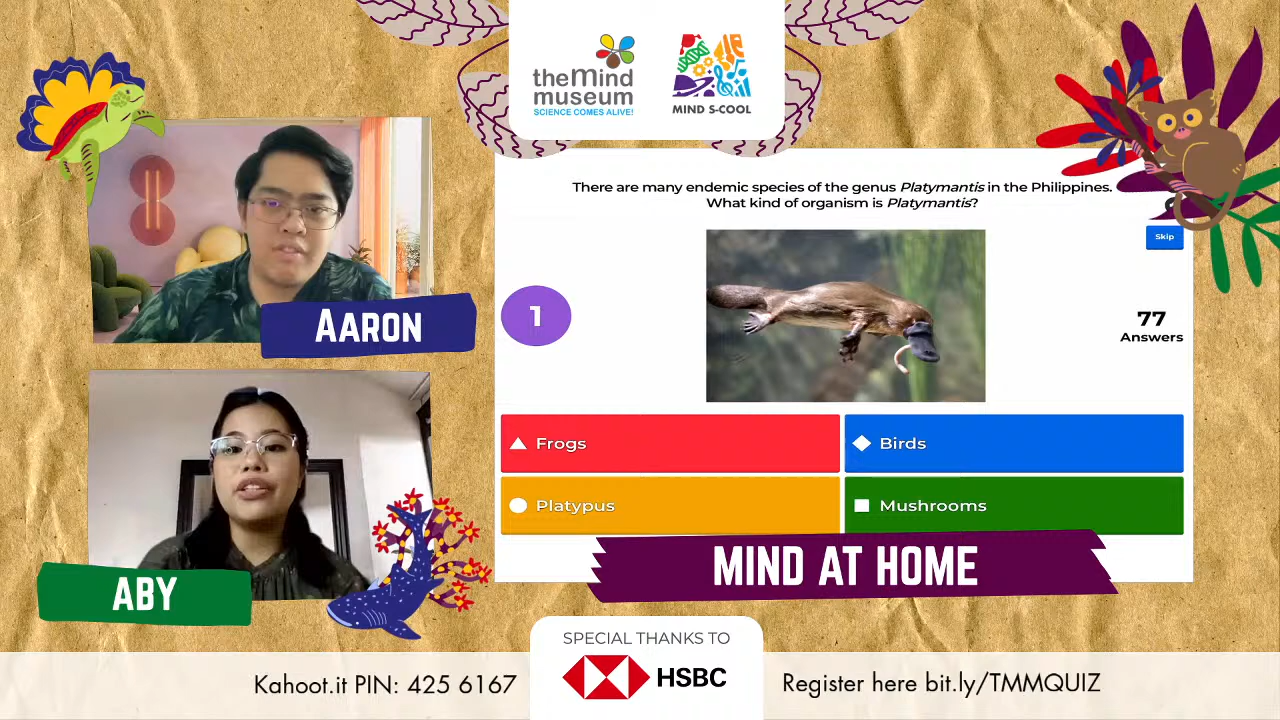 theMind
museum
SCIENCE COMES ALIVE!
MIND S-COOL
There are many endemic species of the genus Platymantis in the Philippines.
What kind of organism is Platymantis?
Skip
1
77
Answers
Frogs
Birds
Platypus
Mushrooms
AARON
ABY
MIND AT HOME
SPECIAL THANKS TO
HSBC
Kahoot.it PIN: 425 6167
Register here bit.ly/TMMQUIZ